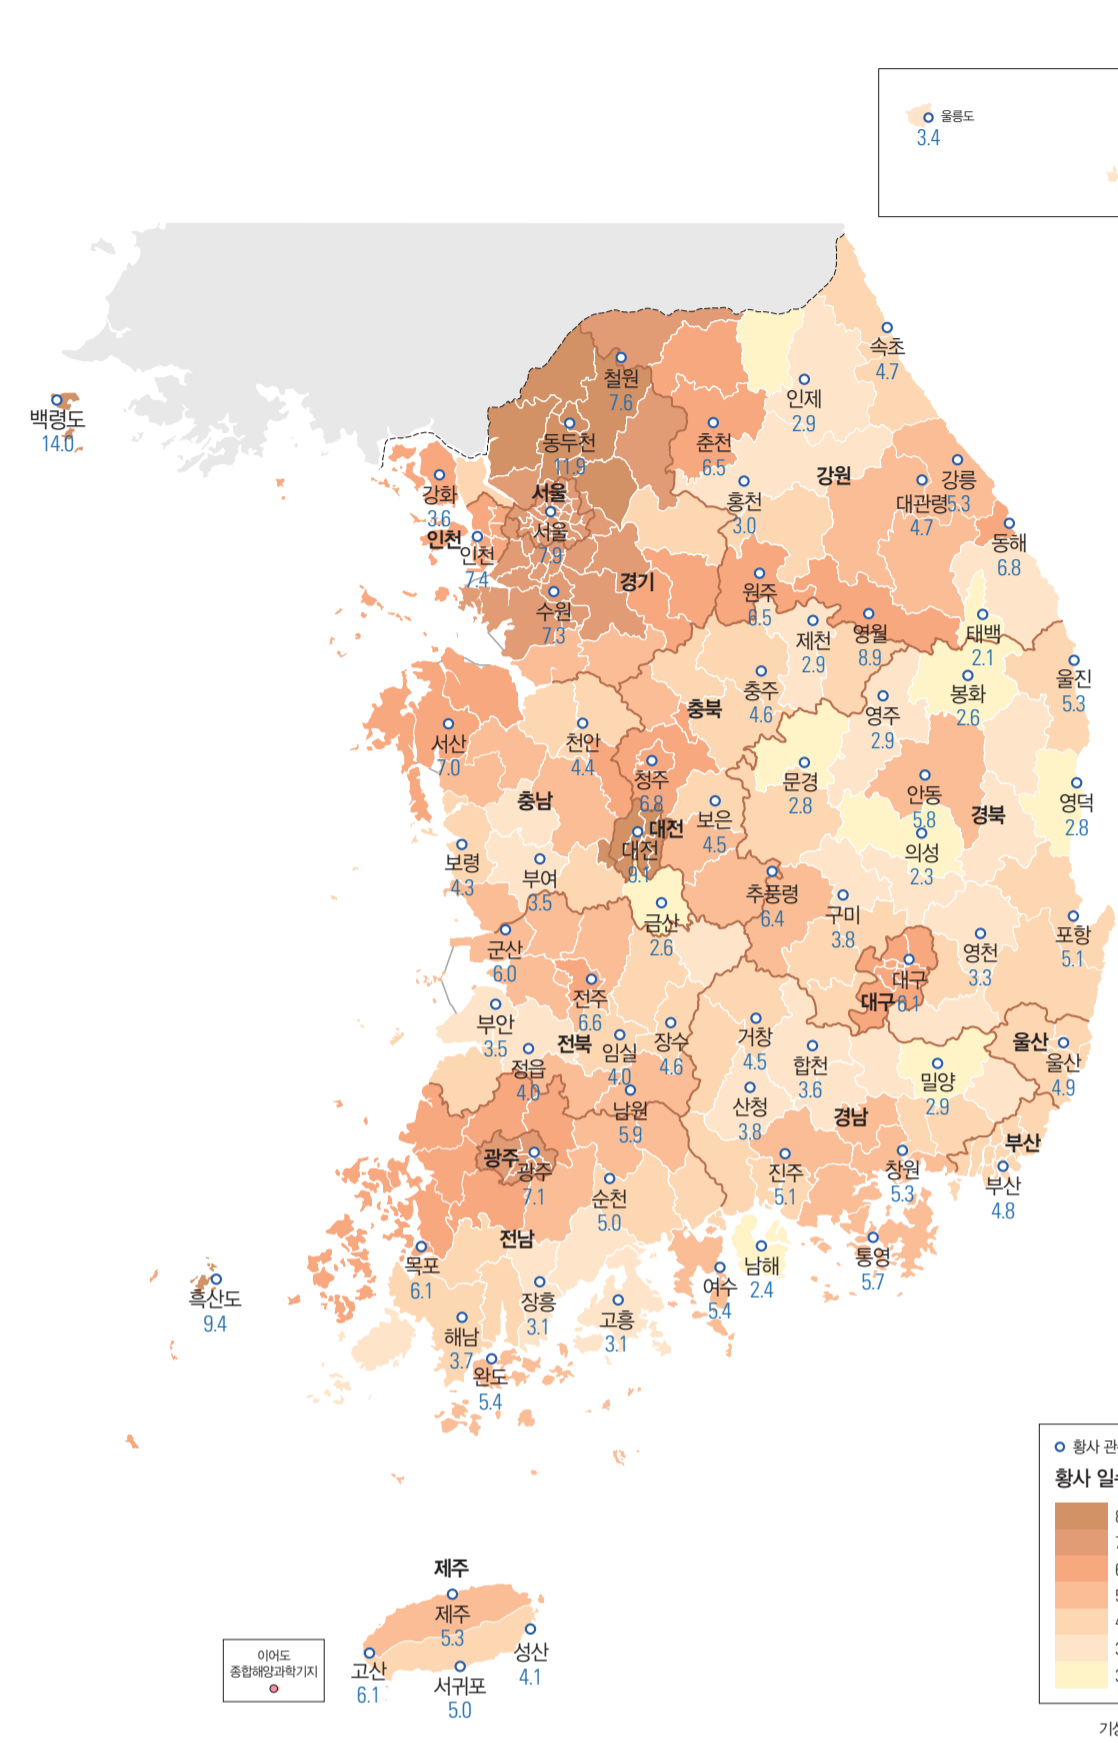 울릉도
3.4
속초
4.7
철원
7.6
인제
2.9
백령도
14.0
동두천
11.9
춘천
6.5
강원
강릉
5.3
대관령
4.7
강화
3.6
서울
서울
7.9
홍천
3.0
동해
6.8
인천
인천
7.4
경기
수원
7.3
원주
6.5
제천
2.9
영월
8.9
태백
2.1
울진
5.3
충주
4.6
충북
영주
2.9
봉화
2.6
서산
7.0
천안
4.4
청주
6.8
문경
2.8
안동
5.8
영덕
2.8
충남
경북
대전
대전
9.1
보은
4.5
의성
2.3
보령
4.3
부여
3.5
추풍령
6.4
금산
2.6
구미
3.8
포항
5.1
군산
6.0
영천
3.3
대구
대구
6.1
전주
6.6
부안
3.5
전북
정읍
4.0
임실
4.0
장수
4.6
거창
4.5
합천
3.6
울산
울산
4.9
밀양
2.9
남원
5.9
산청
3.8
경남
광주
광주
7.1
진주
5.1
창원
5.3
부산
부산
4.8
순천
5.0
전남
목포
6.1
남해
2.4
통영
5.7
여수
5.4
흑산도
9.4
장흥
3.1
고흥
3.1
해남
3.7
완도
5.4
황사 관
황사 일
제주
제주
5.3
성산
4.1
고산
6.1
서귀포
5.0
이어도
종합해양과학기지
기상